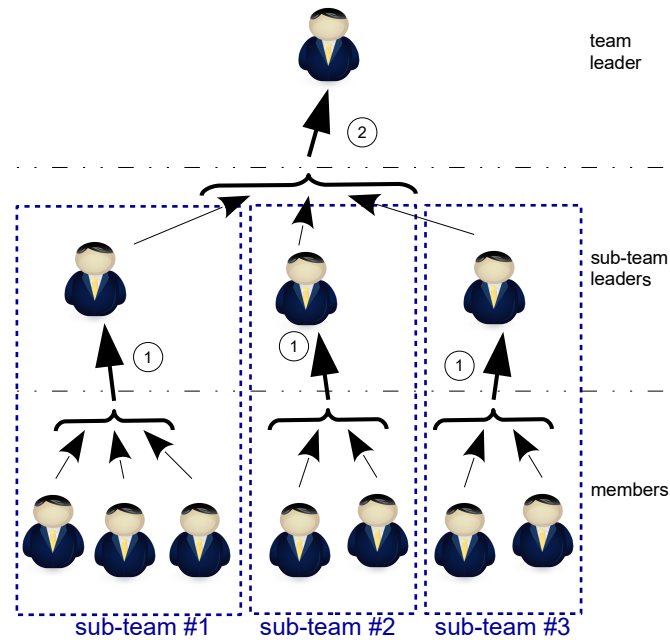 team
leader
2
sub-team
leaders
1
1
1
members
sub-team #1
sub-team #2
sub-team #3